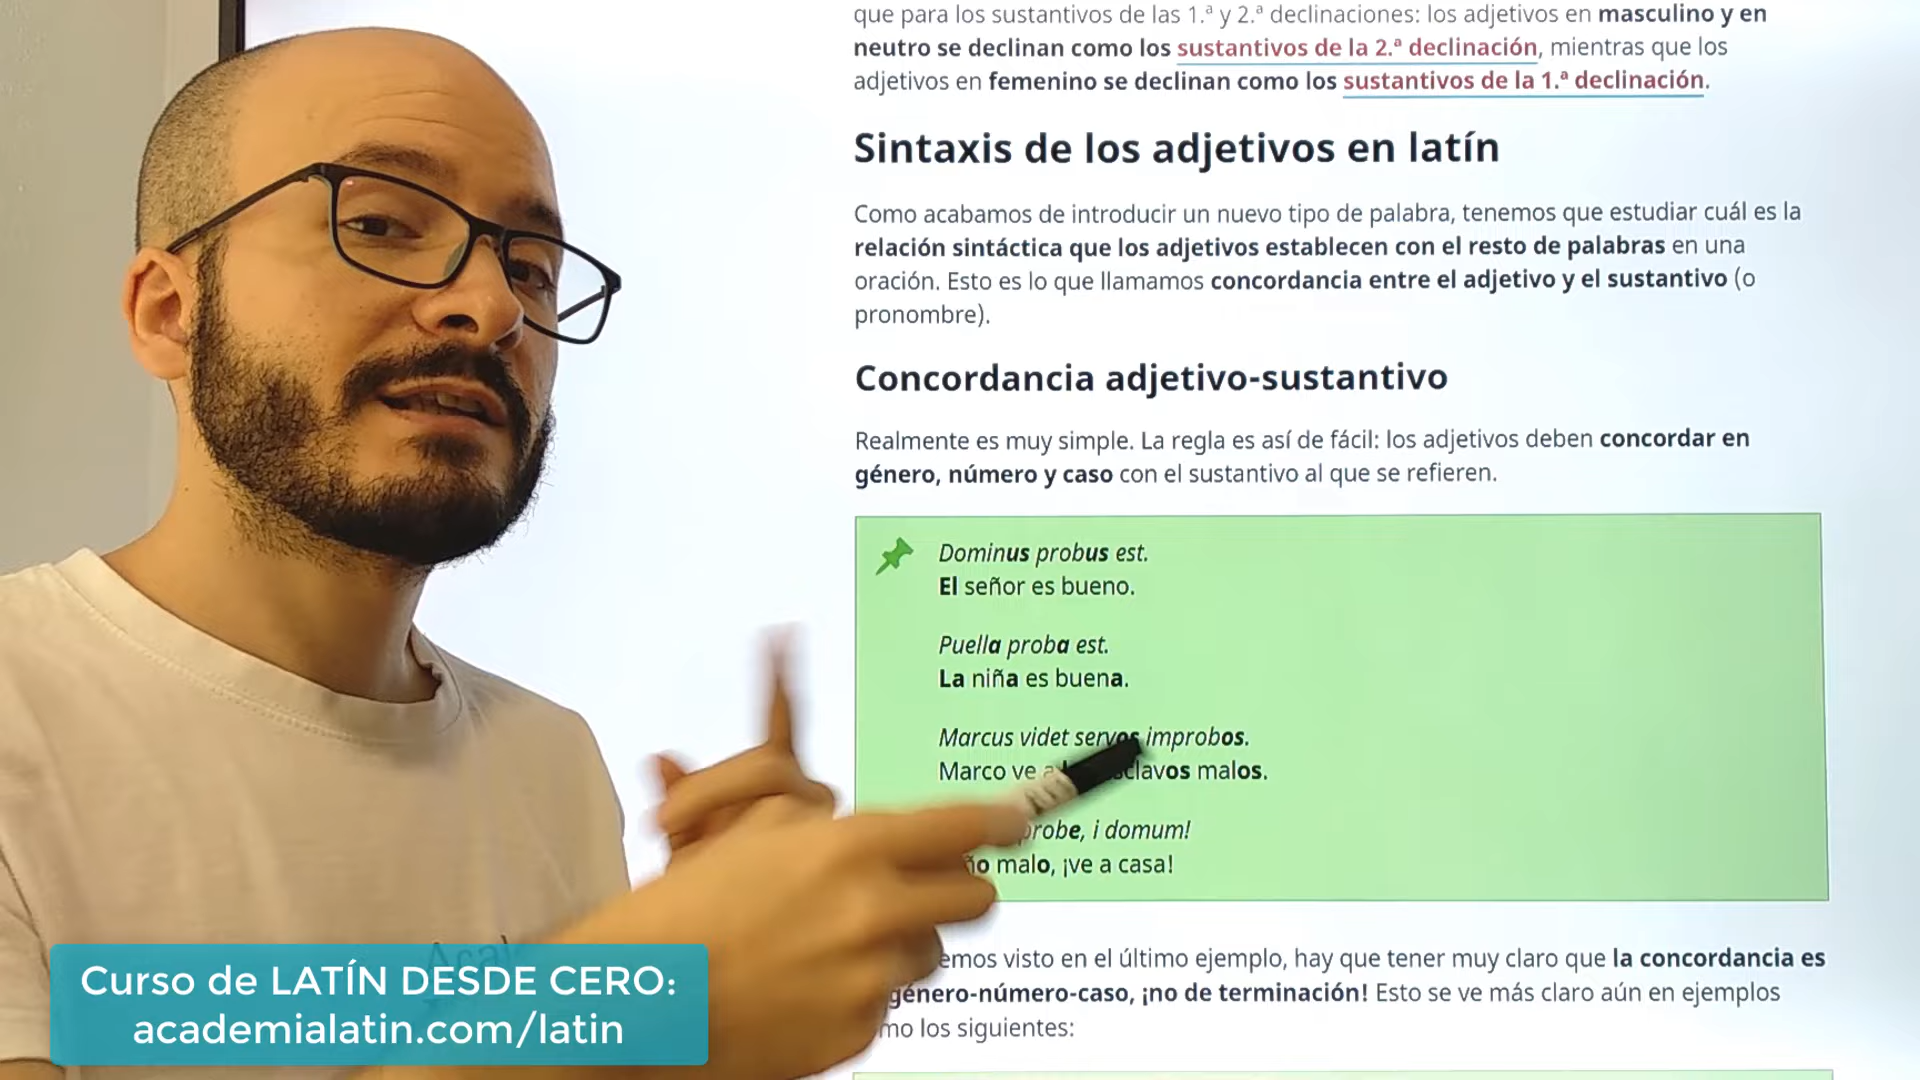 que para los sustantivos de las 1.ª y 2.ª declinaciones: los adjetivos en masculino y en
neutro se declinan como los sustantivos de la 2.ª declinación, mientras que los
adjetivos en femenino se declinan como los sustantivos de la 1.ª declinación.
Sintaxis de los adjetivos en latín
Como acabamos de introducir un nuevo tipo de palabra, tenemos que estudiar cuál es la
relación sintáctica que los adjetivos establecen con el resto de palabras en una
oración. Esto es lo que llamamos concordancia entre el adjetivo y el sustantivo (o
pronombre).
Concordancia adjetivo-sustantivo
Realmente es muy simple. La regla es así de fácil: los adjetivos deben concordar en
género, número y caso con el sustantivo al que se refieren.
Dominus probus est.
El señor es bueno.
Puella proba est.
La niña es buena.
Marcus videt servos improbos.
Marco ve clavos malos.
probe, i domum!
ño malo, ¡ve a casa!
emos visto en el último ejemplo, hay que tener muy claro que la concordancia es
género-número-caso, ¡no de terminación! Esto se ve más claro aún en ejemplos
mo los siguientes:
Curso de LATÍN DESDE CERO:
academialatin.com/latin